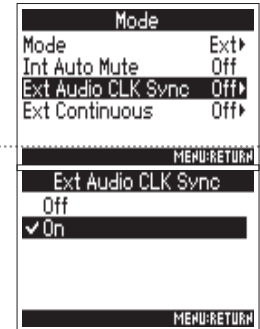 Mode
Mode Ext
Int Auto Mute Off
Ext Audio CLK Sync Off
Ext Continuous Off
MENU:RETURN
Ext Audio CLK Sync
Off
✓On
MENU:RETURN